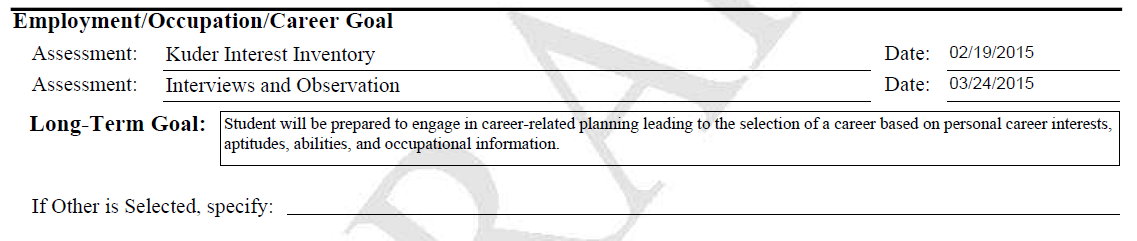 Employment/Occupation/Career Goal
Assessment: Kuder Interest Inventory Date: 02/19/2015
Assessment: Interviews and Observation Date: 03/24/2015
Long-Term Goal: Student will be prepared to engage in career-related planning leading to the selection of a career based on personal career interests,
aptitudes, abilities, and occupational information.
If Other is Selected, specify: